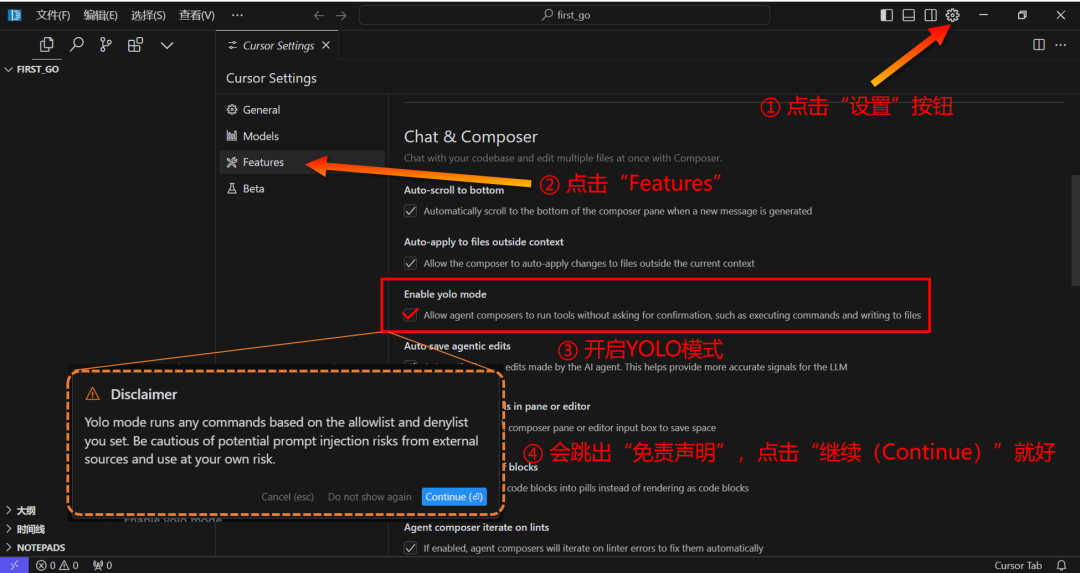 文件(F) 编辑(E) 选择(S) 查看(V) ··· first_go
Cursor Settings
FIRST_GO
Cursor Settings
① 点击“设置”按钮
General
Models
Features
Beta
② 点击“Features”
Chat & Composer
Chat with your codebase and edit multiple files at once with Composer.
Auto-scroll to bottom
Automatically scroll to the bottom of the composer pane when a new message is generated
Auto-apply to files outside context
Allow the composer to auto-apply changes to files outside the current context
Enable yolo mode
Allow agent composers to run tools without asking for confirmation, such as executing commands and writing to files
③ 开启YOLO模式
Auto save agentic edits
edits made by the AI agent. This helps provide more accurate signals for the LLM
in pane or editor
composer pane or editor input box to save space
④ 会跳出“免责声明”，点击“继续（Continue）”就好
blocks
code blocks into pills instead of rendering as code blocks
Agent composer iterate on lints
If enabled, agent composers will iterate on linter errors to fix them automatically
Disclaimer
Yolo mode runs any commands based on the allowlist and denylist
you set. Be cautious of potential prompt injection risks from external
sources and use at your own risk.
Cancel (esc) Do not show again Continue (⏎)
Enable yolo mode
大纲
时间线
NOTEPADS
0 0 0 Cursor Tab